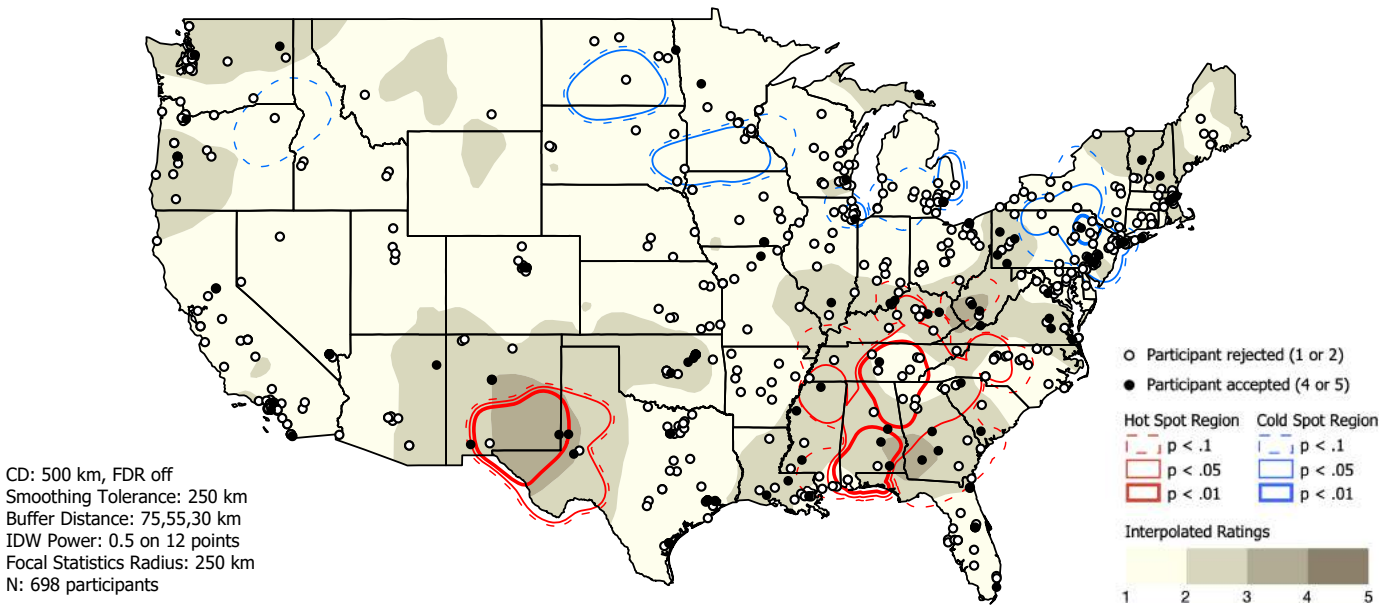 CD: 500 km, FDR off
Smoothing Tolerance: 250 km
Buffer Distance: 75,55,30 km
IDW Power: 0.5 on 12 points
Focal Statistics Radius: 250 km
N: 698 participants
Participant rejected (1 or 2)
Participant accepted (4 or 5)
Hot Spot Region Cold Spot Region
p < .1 p < .1
p < .05 p < .05
p < .01 p < .01
Interpolated Ratings
1 2 3 4 5